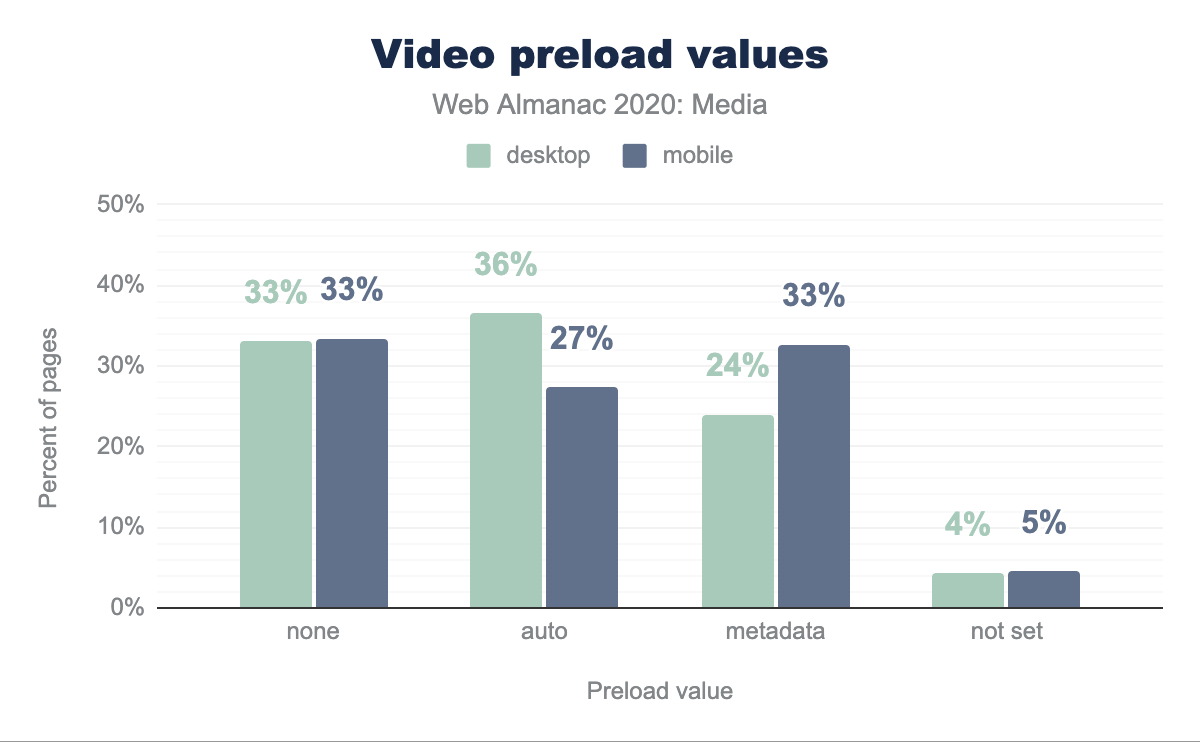 Video preload values
Web Almanac 2020: Media
desktop mobile
50%
40%
30%
20%
10%
0%
Percent of pages
33% 33%
36% 27%
24% 33%
4% 5%
none auto metadata not set
Preload value